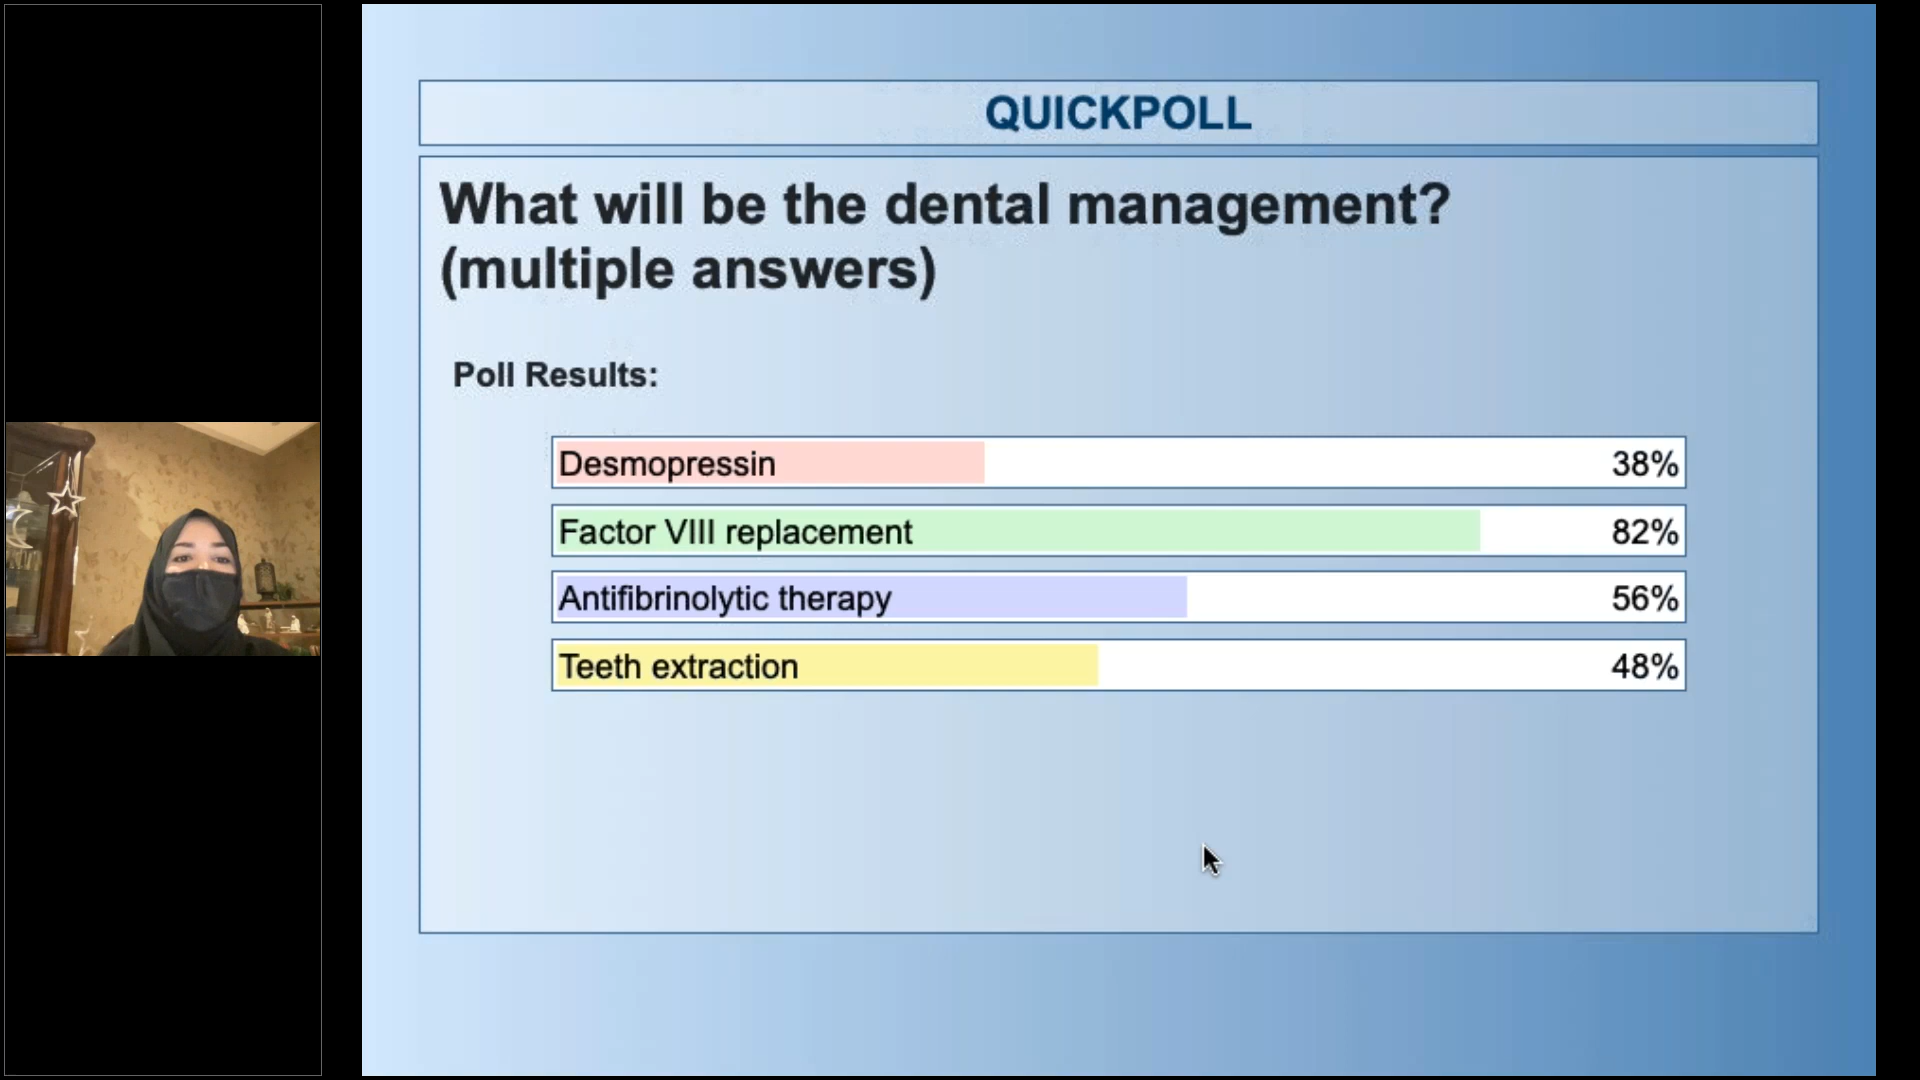 QUICKPOLL
What will be the dental management?
(multiple answers)
Poll Results:
Desmopressin 38%
Factor VIII replacement 82%
Antifibrinolytic therapy 56%
Teeth extraction 48%